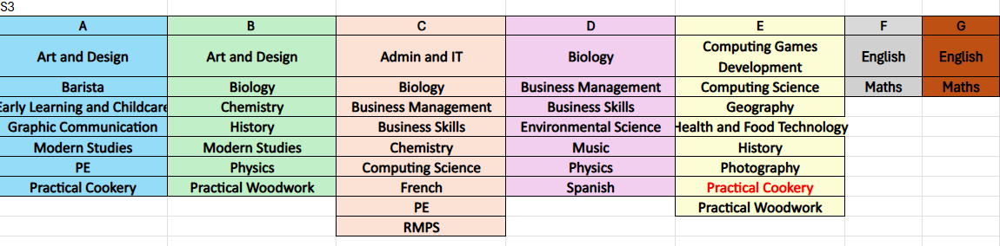 S3
A B C D E F G
Art and Design Art and Design Admin and IT Biology Computing Games Development English English
Barista Biology Biology Business Management Computing Science Maths Maths
Early Learning and Childcare Chemistry Business Management Business Skills Geography
Graphic Communication History Business Skills Environmental Science Health and Food Technology
Modern Studies Modern Studies Chemistry Music History
PE Physics Computing Science Physics Photography
Practical Cookery Practical Woodwork French Spanish Practical Cookery
PE Practical Woodwork
RMPS